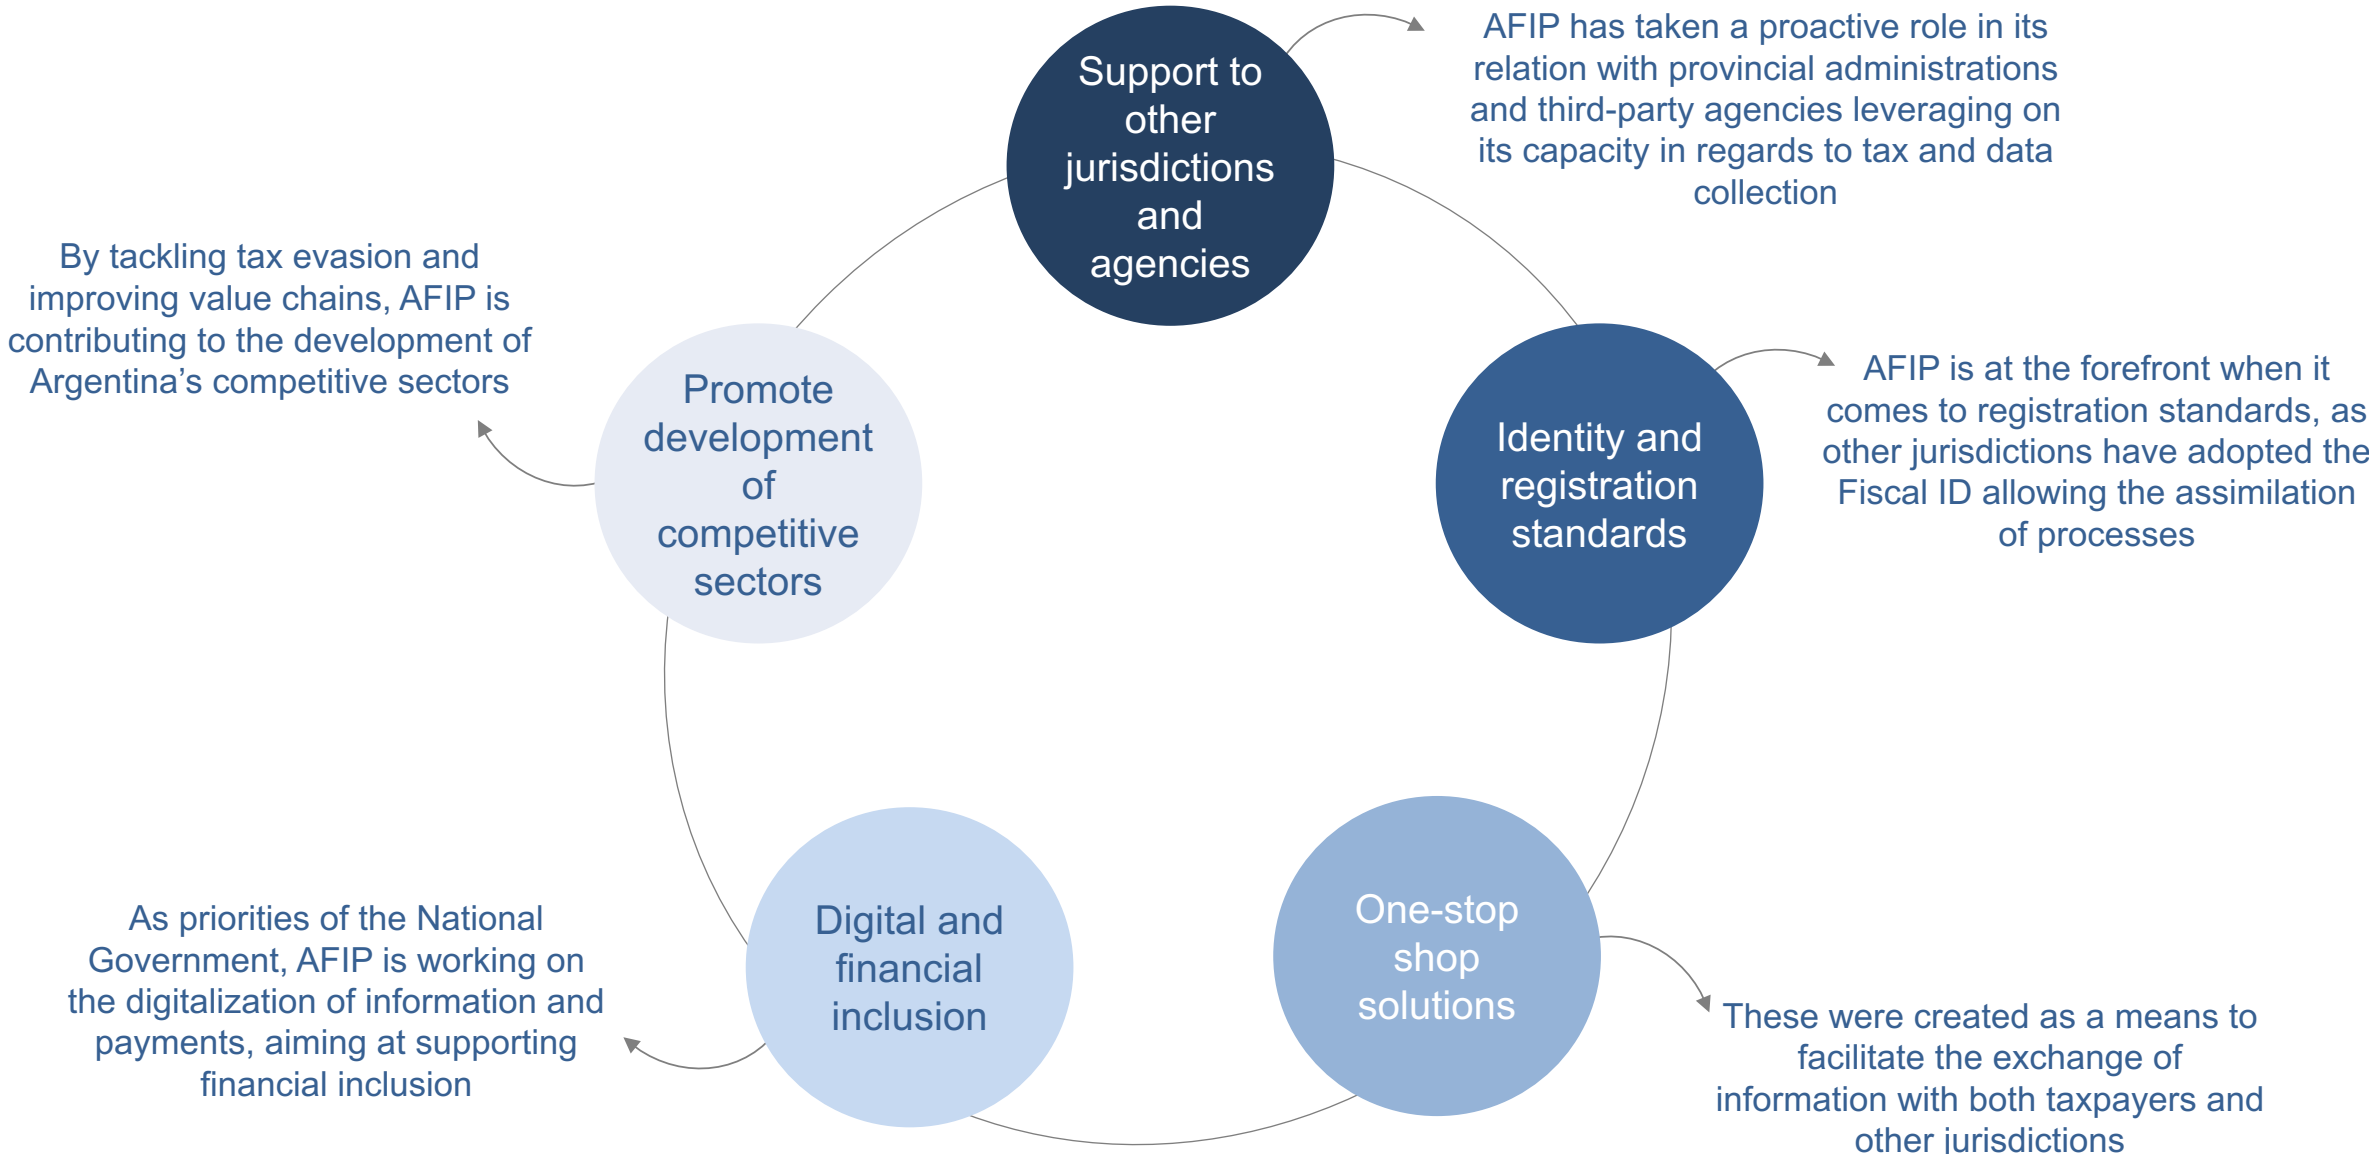 Support to
other
jurisdictions
and
agencies
AFIP has taken a proactive role in its
relation with provincial administrations
and third-party agencies leveraging on
its capacity in regards to tax and data
collection
Identity and
registration
standards
AFIP is at the forefront when it
comes to registration standards, as
other jurisdictions have adopted the
Fiscal ID allowing the assimilation
of processes
One-stop
shop
solutions
These were created as a means to
facilitate the exchange of
information with both taxpayers and
other jurisdictions
Digital and
financial
inclusion
As priorities of the National
Government, AFIP is working on
the digitalization of information and
payments, aiming at supporting
financial inclusion
Promote
development
of
competitive
sectors
By tackling tax evasion and
improving value chains, AFIP is
contributing to the development of
Argentina’s competitive sectors